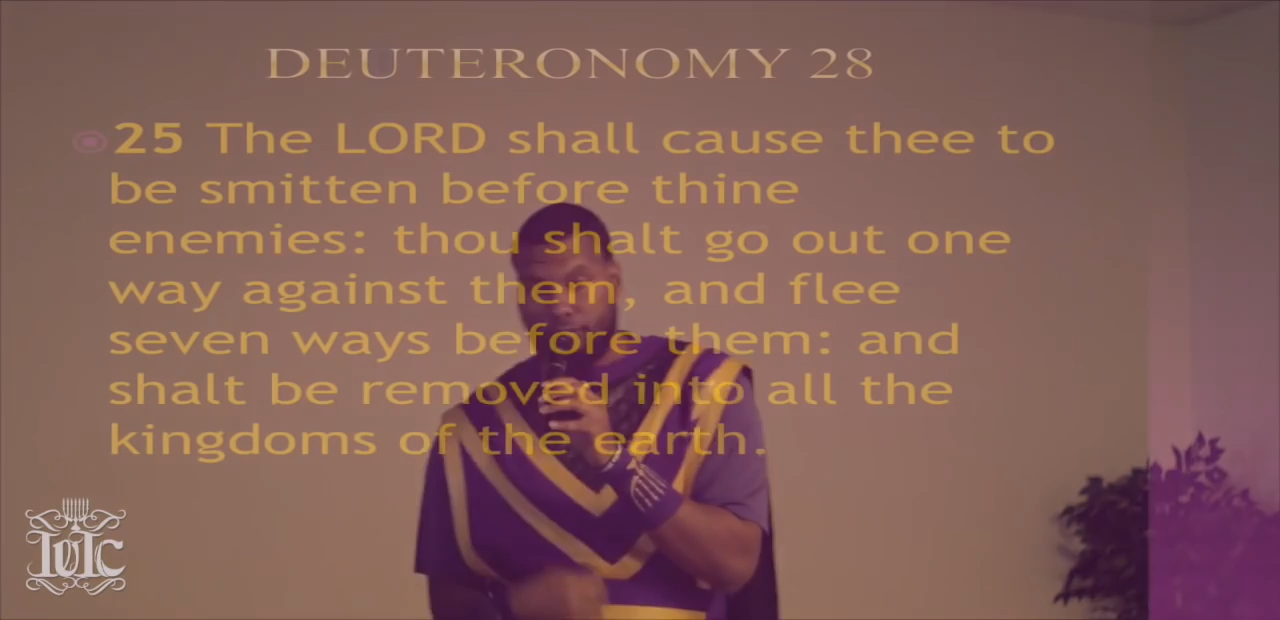 DEUTERONOMY 28
25 The LORD shall cause thee to
be smitten before thine
enemies: thou shalt go out one
way against them, and flee
seven ways before them: and
shalt be removed into all the
kingdoms of the earth.
IUIC